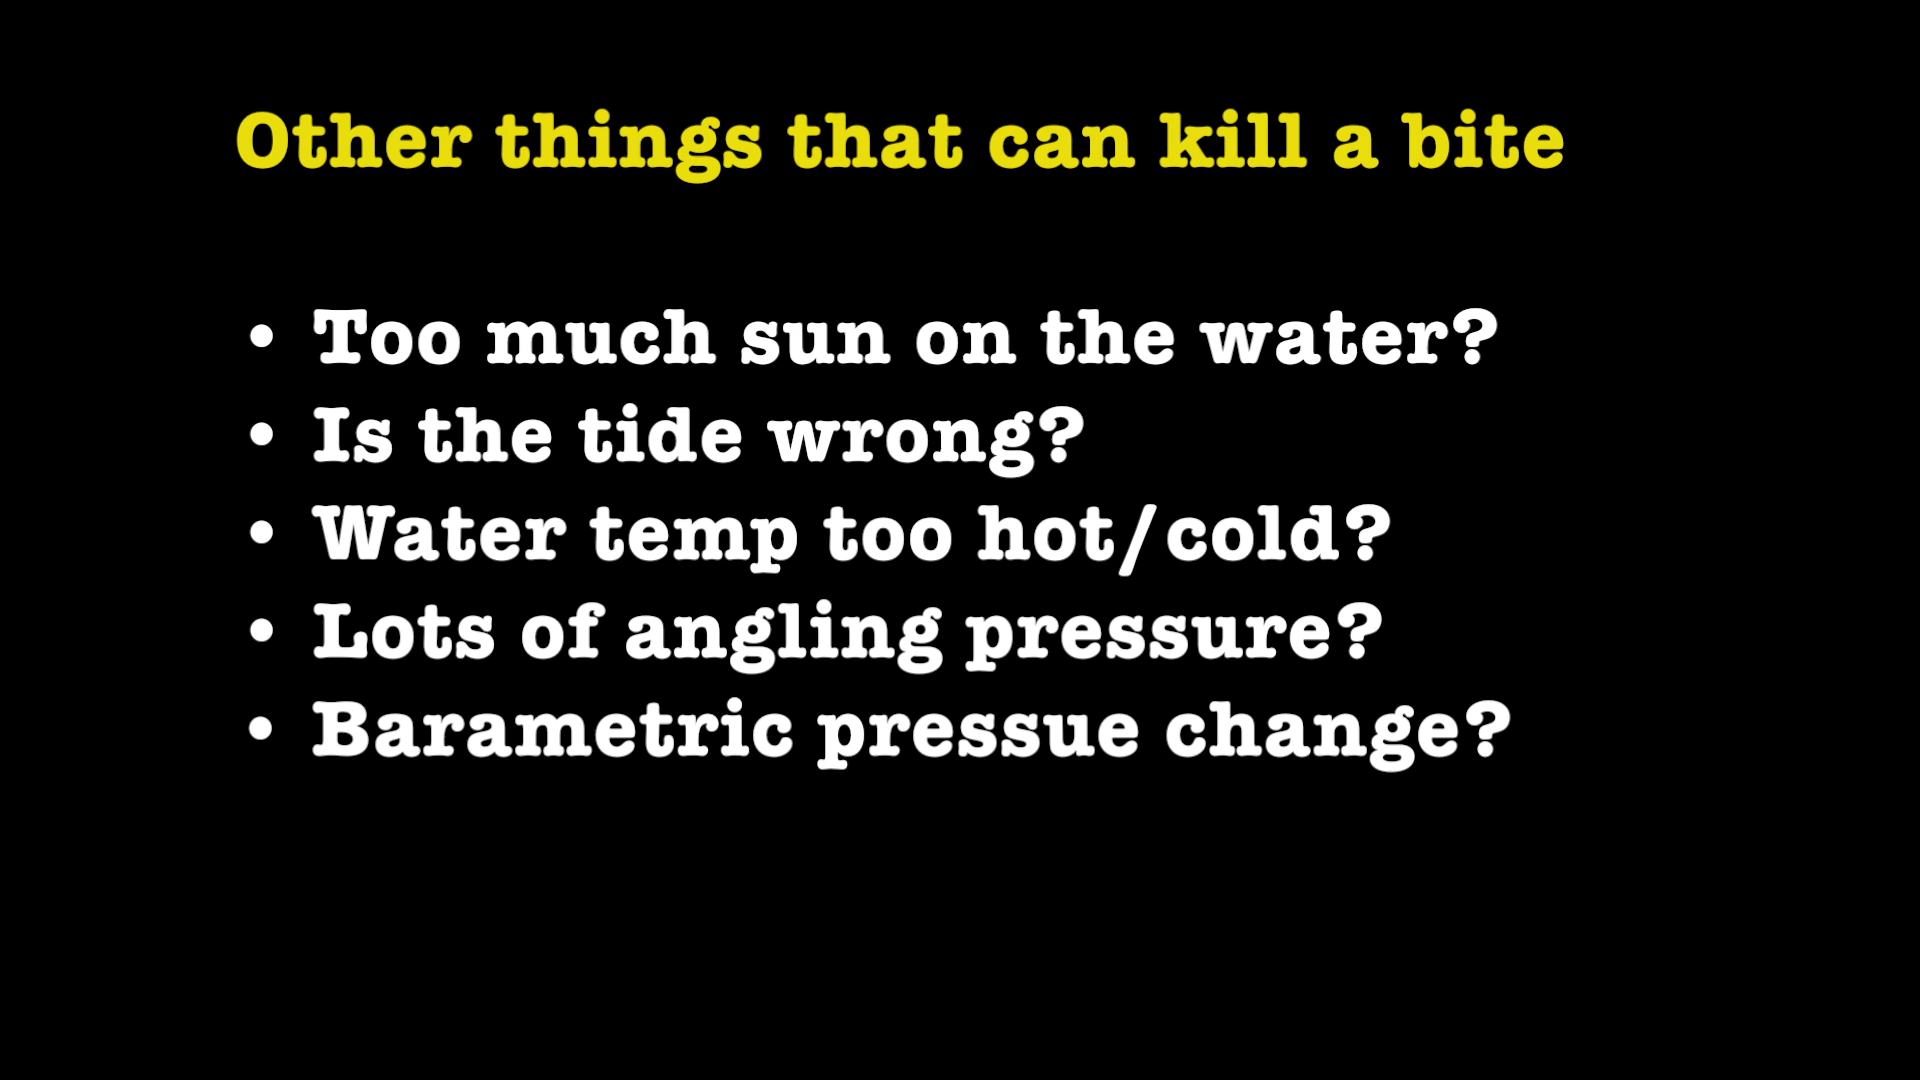 Other things that can kill a bite
• Too much sun on the water?
• Is the tide wrong?
• Water temp too hot/cold?
• Lots of angling pressure?
• Barametric pressue change?